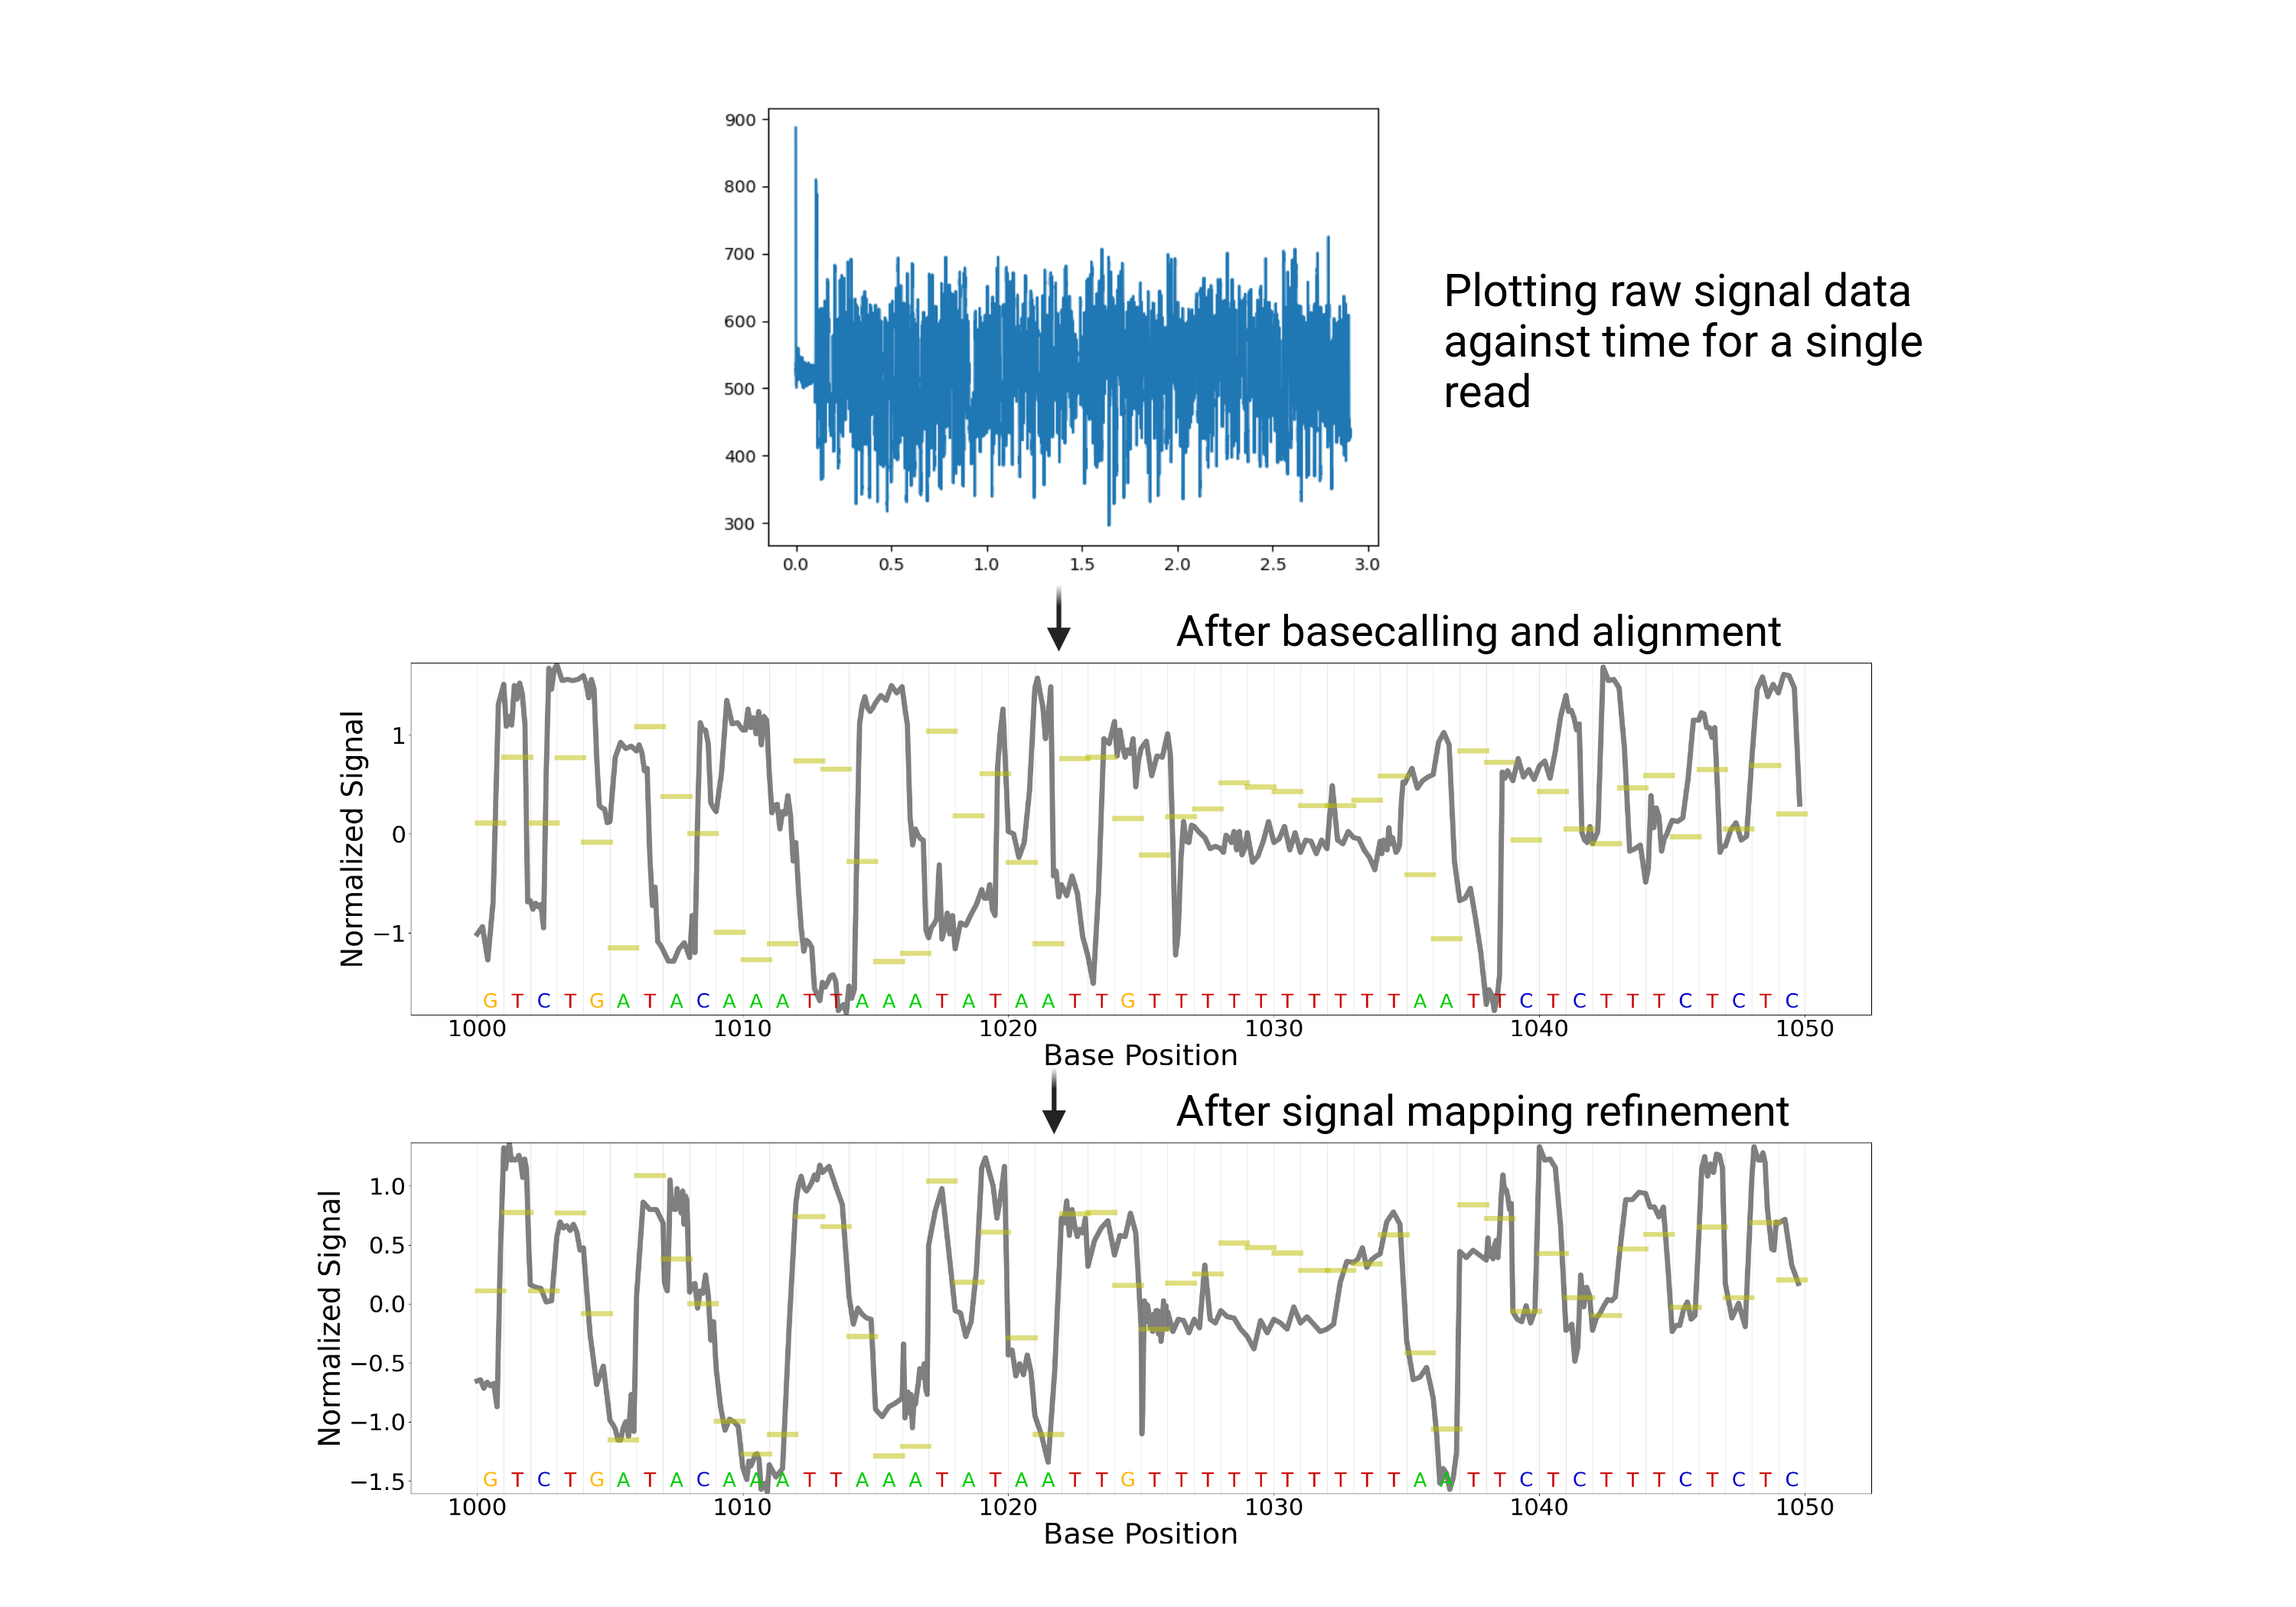 900
800
700
600
500
400
300
0.0 0.5 1.0 1.5 2.0 2.5 3.0
Plotting raw signal data
against time for a single
read
After basecalling and alignment
Normalized Signal
1
0
−1
G T C T G A T A C A A A T T A A A T A T A A T T G T T T T T T T T T T A A T T C T C T T T C T C T C
1000 1010 1020 1030 1040 1050
Base Position
After signal mapping refinement
Normalized Signal
1.0
0.5
0.0
−0.5
−1.0
−1.5
G T C T G A T A C A A A T T A A A T A T A A T T G T T T T T T T T T T A A T T C T C T T T C T C T C
1000 1010 1020 1030 1040 1050
Base Position